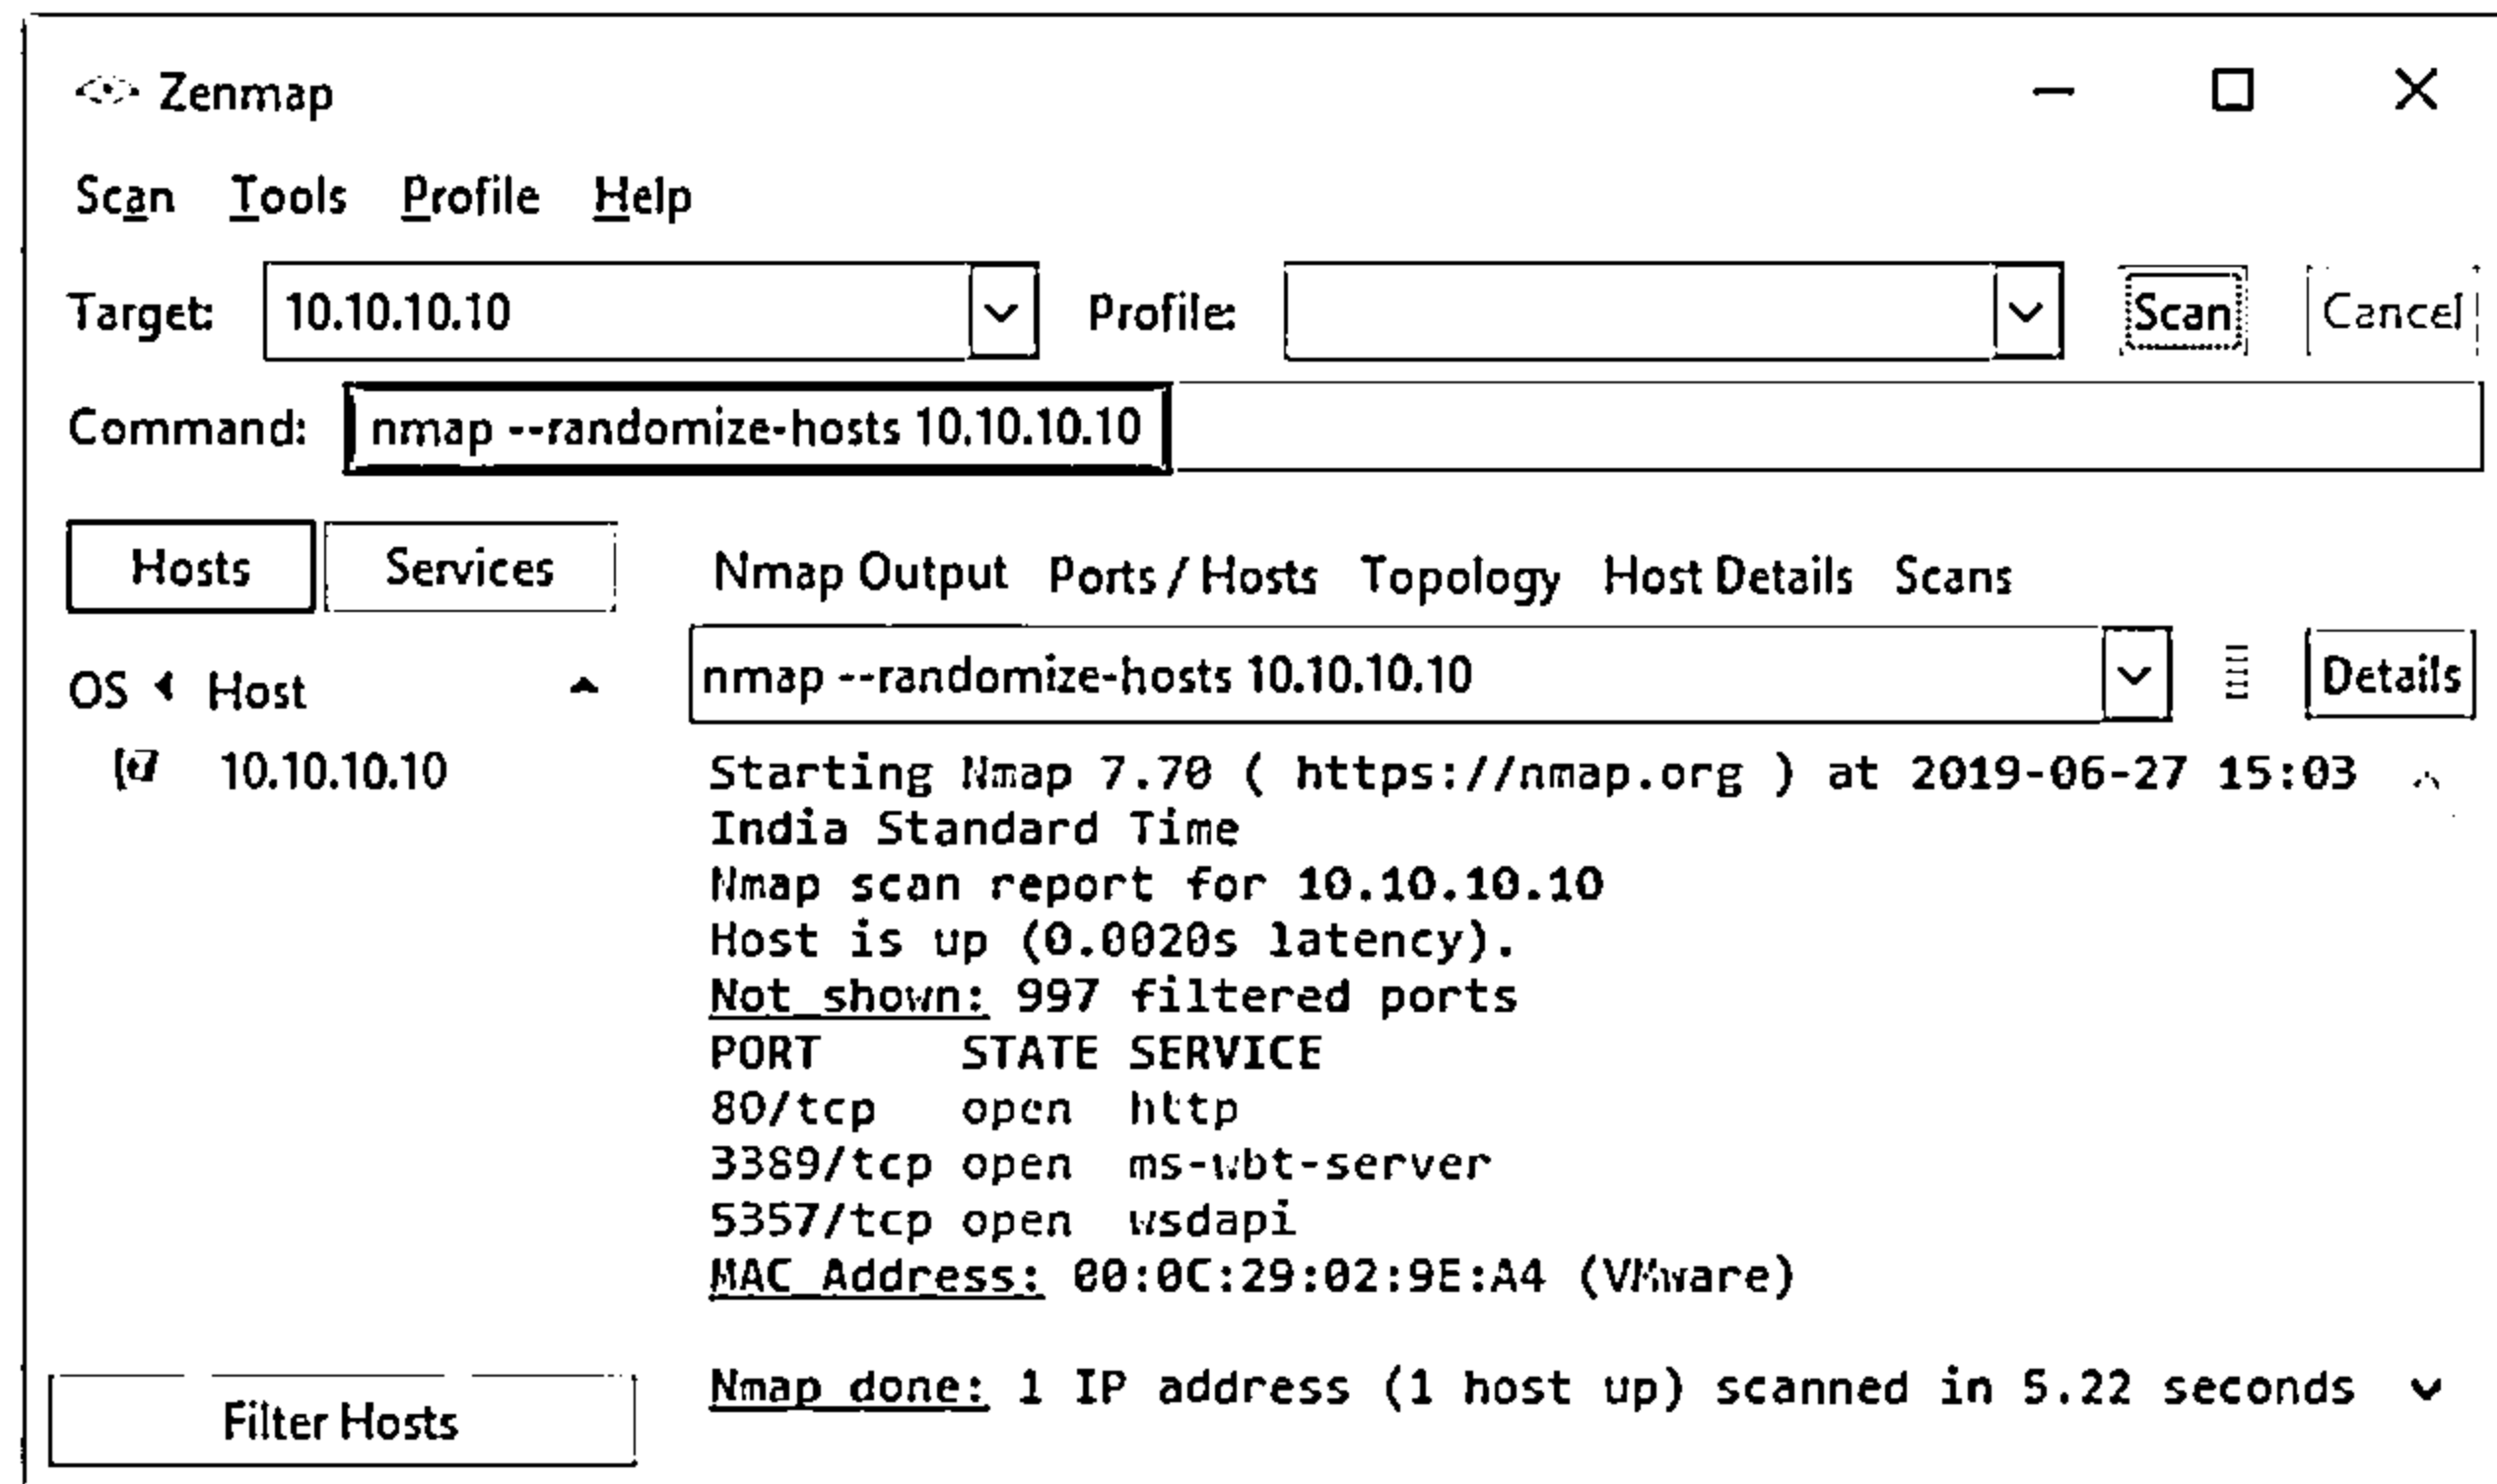 Zenmap
Scan Tools Profile Help
Target: 10.10.10.10 Profile: Scan Cancel
Command: nmap --randomize-hosts 10.10.10.10
Hosts Services Nmap Output Ports / Hosts Topology Host Details Scans
nmap --randomize-hosts 10.10.10.10 Details
OS Host
10.10.10.10
Starting Nmap 7.70 ( https://nmap.org ) at 2019-06-27 15:03
India Standard Time
Nmap scan report for 10.10.10.10
Host is up (0.0020s latency).
Not shown: 997 filtered ports
PORT STATE SERVICE
80/tcp open http
3389/tcp open ms-wbt-server
5357/tcp open wsdapi
MAC Address: 00:0C:29:02:9E:A4 (VMware)
Nmap done: 1 IP address (1 host up) scanned in 5.22 seconds
Filter Hosts